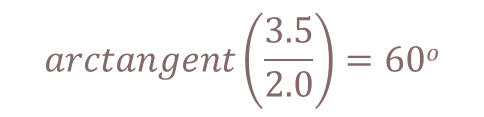 arctangent(3.5/2.0) = 60°